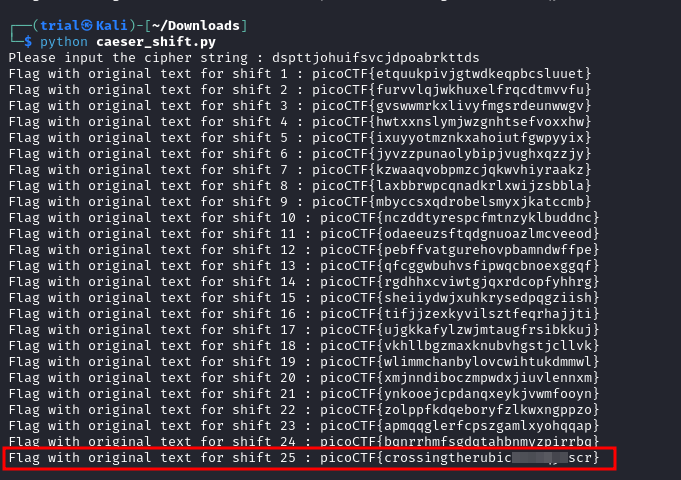 ┌──(trial㉿Kali)-[~/Downloads]
└─$ python caeser_shift.py
Please input the cipher string : dspttjohuifsvcjdpoabrkttds
Flag with original text for shift 1 : picoCTF{etquukpivjgtwdkeqpbcsluuet}
Flag with original text for shift 2 : picoCTF{furvvlqjwkhuxelfrqcdtmvvfu}
Flag with original text for shift 3 : picoCTF{gvswwmrkxlivyfmgsrdeunwwgv}
Flag with original text for shift 4 : picoCTF{hwtxxnslymjwzgnhtsefvoxxhw}
Flag with original text for shift 5 : picoCTF{ixuyyotmznkxahoiutfgwpyyix}
Flag with original text for shift 6 : picoCTF{jyvzzpunaolybipjvughxqzzjy}
Flag with original text for shift 7 : picoCTF{kzwaaqvobpmzcjqkwvhiyraakz}
Flag with original text for shift 8 : picoCTF{laxbbrwpcqnadkrlxwijzsbbla}
Flag with original text for shift 9 : picoCTF{mbyccsxqdrobelsmyxjkatccmb}
Flag with original text for shift 10 : picoCTF{nczddtyrespcfmtnzyklbuddnc}
Flag with original text for shift 11 : picoCTF{odaeeuzsftqdgnuoazlmcveeod}
Flag with original text for shift 12 : picoCTF{pebffvatgurehovpbamndwffpe}
Flag with original text for shift 13 : picoCTF{qfcggwbuhvsfipwqcbnoexggqf}
Flag with original text for shift 14 : picoCTF{rgdhhxcviwtgjqxrdcopfyhhrg}
Flag with original text for shift 15 : picoCTF{sheiiydwjxuhkrysedpqgziish}
Flag with original text for shift 16 : picoCTF{tifjjzexkyvilsztfeqrhajjti}
Flag with original text for shift 17 : picoCTF{ujgkkafylzwjmtaugfrsibkkuj}
Flag with original text for shift 18 : picoCTF{vkhllbgzmaxknubvhgstjcllvk}
Flag with original text for shift 19 : picoCTF{wlimmchanbylovcwihtukdmmwl}
Flag with original text for shift 20 : picoCTF{xmjnndiboczmpwdxjiuvlennxm}
Flag with original text for shift 21 : picoCTF{ynkooejcpdanqxeykjvwmfooyn}
Flag with original text for shift 22 : picoCTF{zolppfkdqeboryfzlkwxngppzo}
Flag with original text for shift 23 : picoCTF{apmqqglerfcpszgamlxyohqqap}
Flag with original text for shift 24 : picoCTF{bqnrrhmfsgdqtahbnmyzpirrbq}
Flag with original text for shift 25 : picoCTF{crossingtherubic scr}